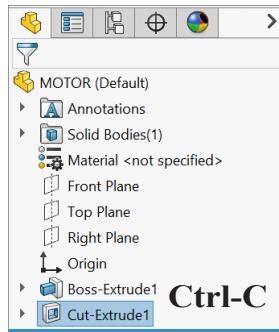 MOTOR (Default)
Annotations
Solid Bodies(1)
Material <not specified>
Front Plane
Top Plane
Right Plane
Origin
Boss-Extrude1
Ctrl-C
Cut-Extrude1